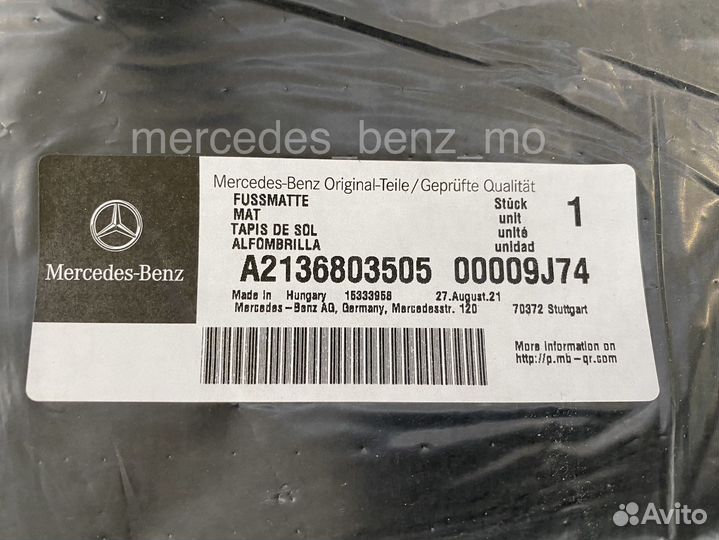 mercedes_benz_mo
Mercedes-Benz Original-Teile/Geprüfte Qualität
FUSSMATTE Stück 1
MAT unit
TAPIS DE SOL unité
ALFÖMBRILLA unidad
Mercedes-Benz
A2136803505 00009J74
Made in Hungary 15333958 27.August.21
Mercedes-Benz AG, Germany, Mercedesstr. 120 70372 Stuttgart
More information on
http://p.mb-qr.com
Avito